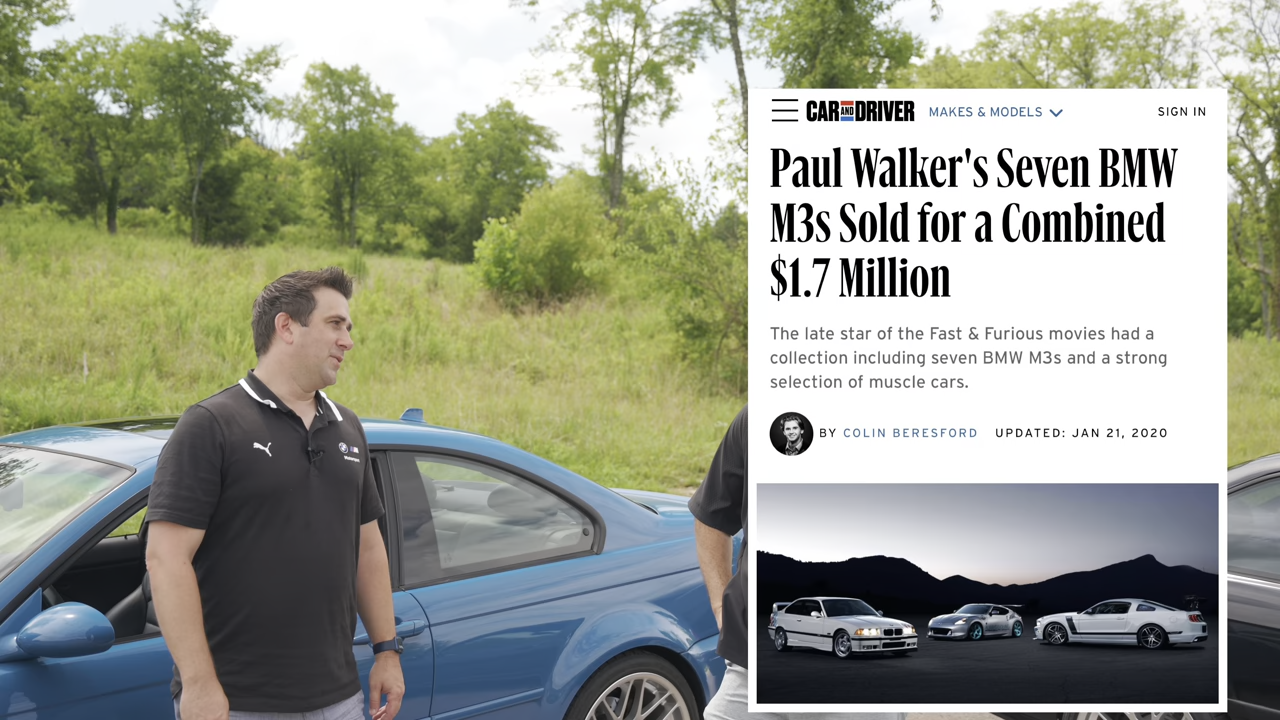 CAR AND DRIVER MAKES & MODELS SIGN IN
Paul Walker's Seven BMW
M3s Sold for a Combined
$1.7 Million
The late star of the Fast & Furious movies had a
collection including seven BMW M3s and a strong
selection of muscle cars.
BY COLIN BERESFORD UPDATED: JAN 21, 2020
Motorsport